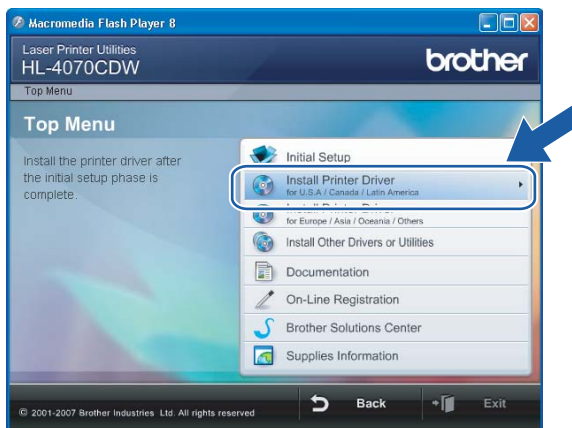 Macromedia Flash Player 8
Laser Printer Utilities
HL-4070CDW
brother
Top Menu
Top Menu
Install the printer driver after
the initial setup phase is
complete.
Initial Setup
Install Printer Driver
for U.S.A / Canada / Latin America
for Europe / Asia / Oceania / Others
Install Other Drivers or Utilities
Documentation
On-Line Registration
Brother Solutions Center
Supplies Information
© 2001-2007 Brother Industries Ltd. All rights reserved
Back
Exit